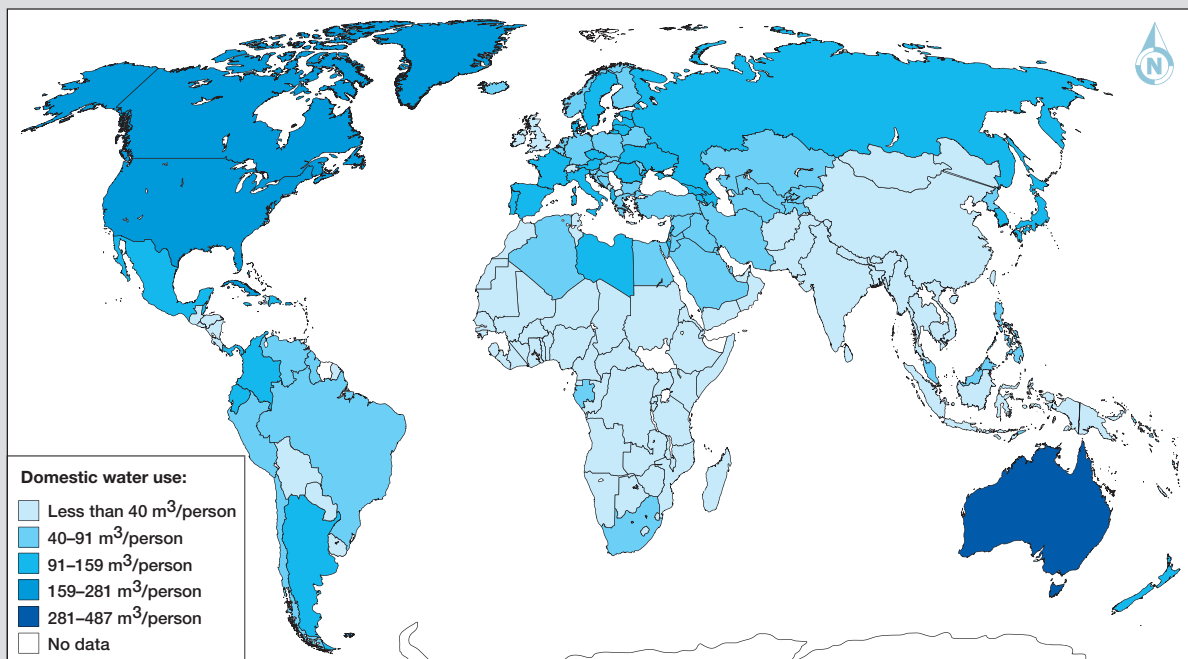 N
Domestic water use:
Less than 40 m³/person
40–91 m³/person
91–159 m³/person
159–281 m³/person
281–487 m³/person
No data